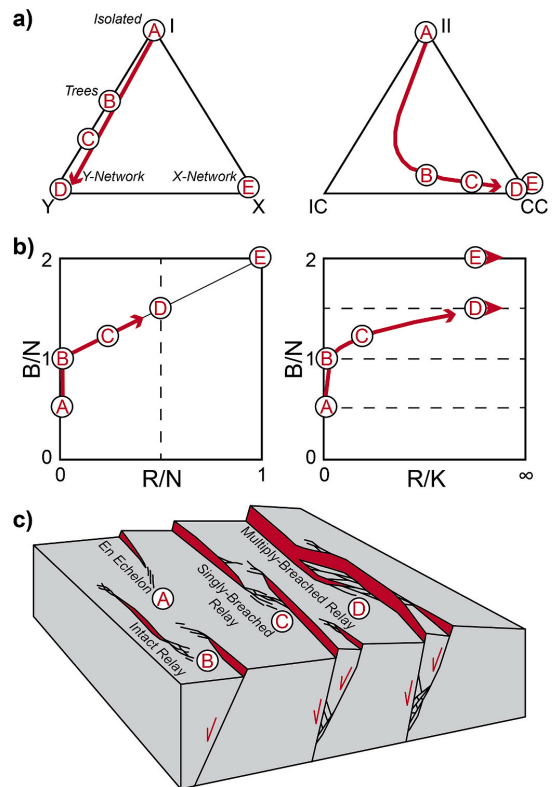 a)
Isolated
A
I
Trees
B
C
D
Y-Network
X-Network
E
Y
X
A
II
B
C
D
E
IC
CC
b)
2
B/N
1
0
E
D
C
B
A
0
R/N
1
2
B/N
1
0
E
D
C
B
A
0
R/K
∞
c)
En Echelon
A
Intact Relay
B
Singly-Breached
Relay
C
Multiply-Breached Relay
D